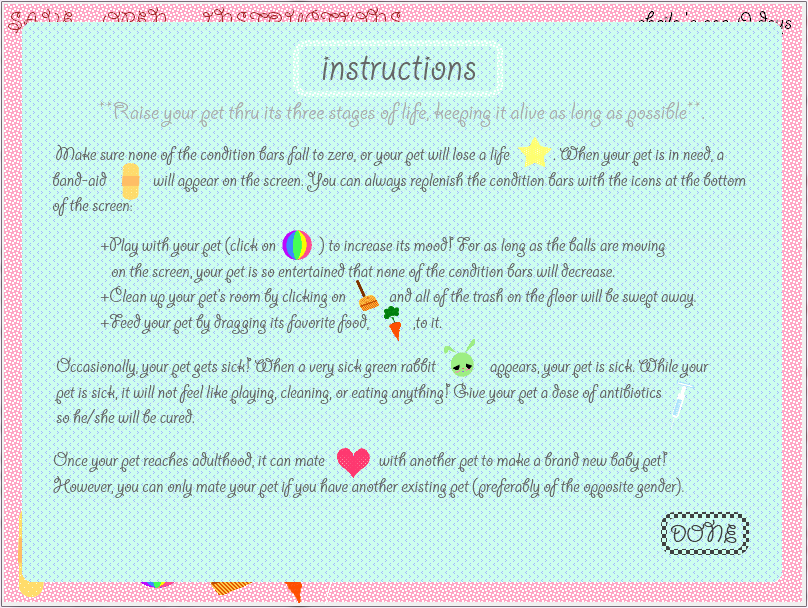 SAVE OPEN INSTRUCTIONS
instructions
**Raise your pet thru its three stages of life, keeping it alive as long as possible**.
Make sure none of the condition bars fall to zero, or your pet will lose a life . When your pet is in need, a
band-aid will appear on the screen. You can always replenish the condition bars with the icons at the bottom
of the screen:
+Play with your pet (click on ) to increase its mood! For as long as the balls are moving
on the screen, your pet is so entertained that none of the condition bars will decrease.
+Clean up your pet's room by clicking on and all of the trash on the floor will be swept away.
+Feed your pet by dragging its favorite food, ,to it.
Occasionally, your pet gets sick! When a very sick green rabbit appears, your pet is sick. While your
pet is sick, it will not feel like playing, cleaning, or eating anything! Give your pet a dose of antibiotics
so he/she will be cured.
Once your pet reaches adulthood, it can mate with another pet to make a brand new baby pet!
However, you can only mate your pet if you have another existing pet (preferably of the opposite gender).
DONE